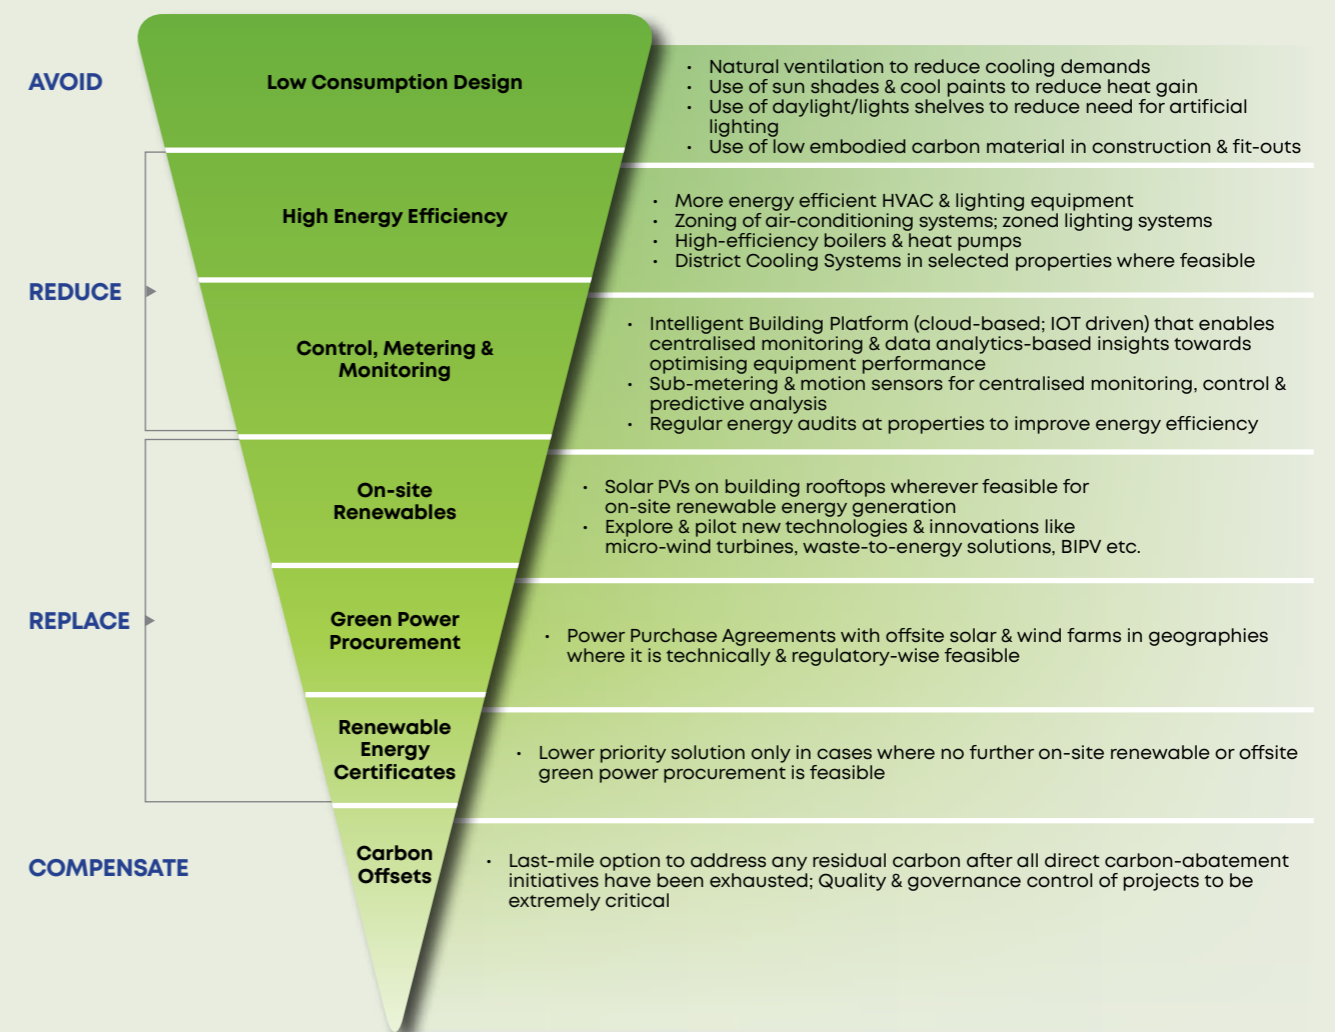 AVOID
Low Consumption Design
• Natural ventilation to reduce cooling demands
• Use of sun shades & cool paints to reduce heat gain
• Use of daylight/lights shelves to reduce need for artificial
lighting
• Use of low embodied carbon material in construction & fit-outs
REDUCE
High Energy Efficiency
• More energy efficient HVAC & lighting equipment
• Zoning of air-conditioning systems; zoned lighting systems
• High-efficiency boilers & heat pumps
• District Cooling Systems in selected properties where feasible
Control, Metering &
Monitoring
• Intelligent Building Platform (cloud-based; IOT driven) that enables
centralised monitoring & data analytics-based insights towards
optimising equipment performance
• Sub-metering & motion sensors for centralised monitoring, control &
predictive analysis
• Regular energy audits at properties to improve energy efficiency
REPLACE
On-site
Renewables
• Solar PVs on building rooftops wherever feasible for
on-site renewable energy generation
• Explore & pilot new technologies & innovations like
micro-wind turbines, waste-to-energy solutions, BIPV etc.
Green Power
Procurement
• Power Purchase Agreements with offsite solar & wind farms in geographies
where it is technically & regulatory-wise feasible
Renewable
Energy
Certificates
• Lower priority solution only in cases where no further on-site renewable or offsite
green power procurement is feasible
COMPENSATE
Carbon
Offsets
• Last-mile option to address any residual carbon after all direct carbon-abatement
initiatives have been exhausted; Quality & governance control of projects to be
extremely critical